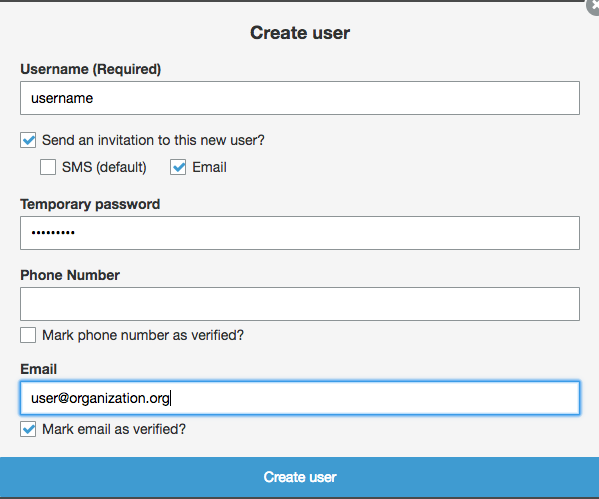 Create user
Username (Required)
username
Send an invitation to this new user?
SMS (default) Email
Temporary password
•••••••••
Phone Number
Mark phone number as verified?
Email
user@organization.org
Mark email as verified?
Create user